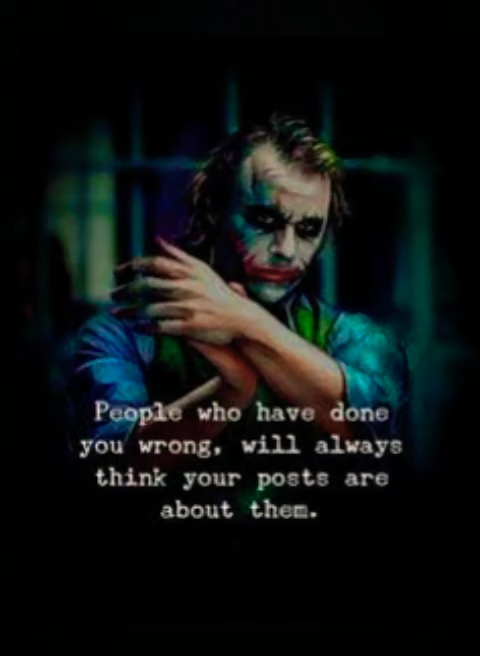 People who have done
you wrong, will always
think your posts are
about them.